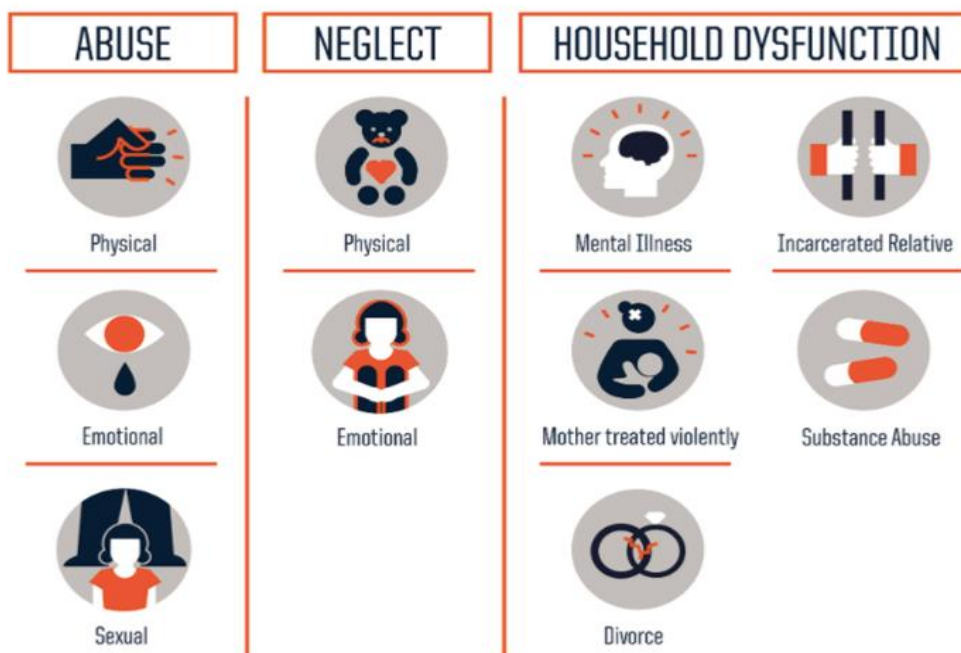 ABUSE
NEGLECT
HOUSEHOLD DYSFUNCTION
Physical
Emotional
Sexual
Physical
Emotional
Mental Illness
Incarcerated Relative
Mother treated violently
Substance Abuse
Divorce